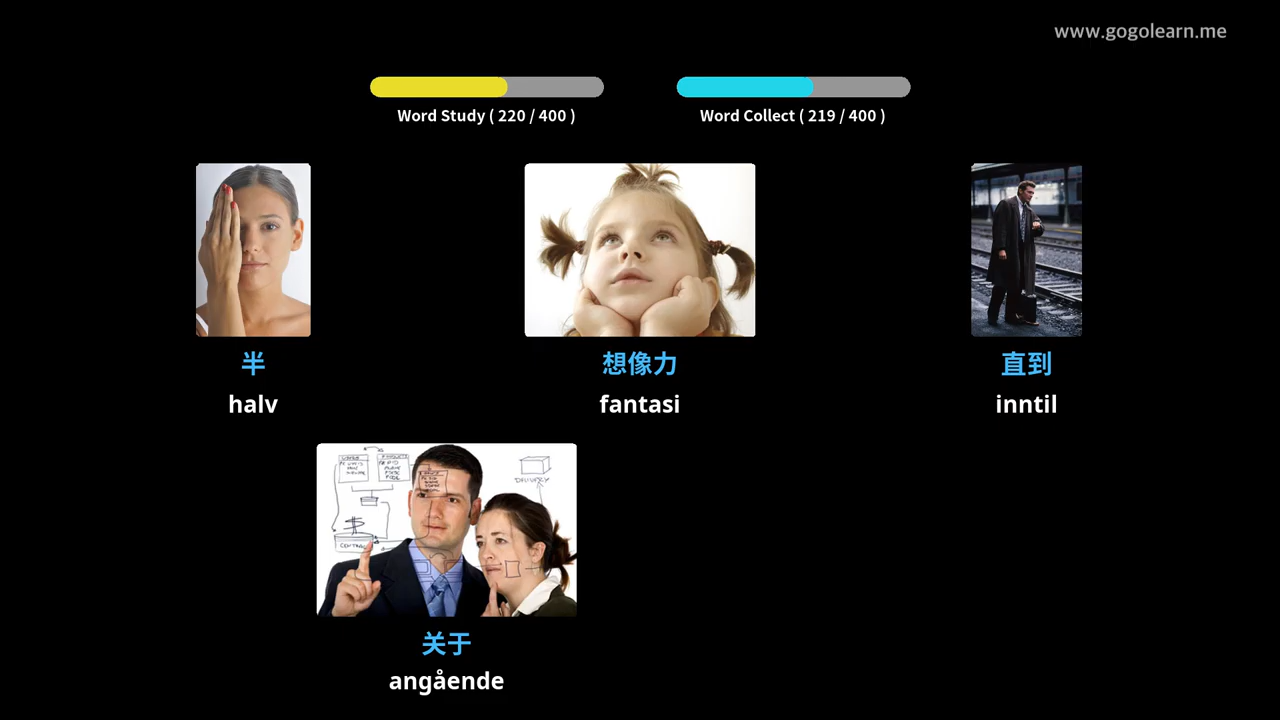 www.gogolearn.me
Word Study ( 220 / 400 )
Word Collect ( 219 / 400 )
半
halv
想像力
fantasi
直到
inntil
CENTRAL
关于
angående